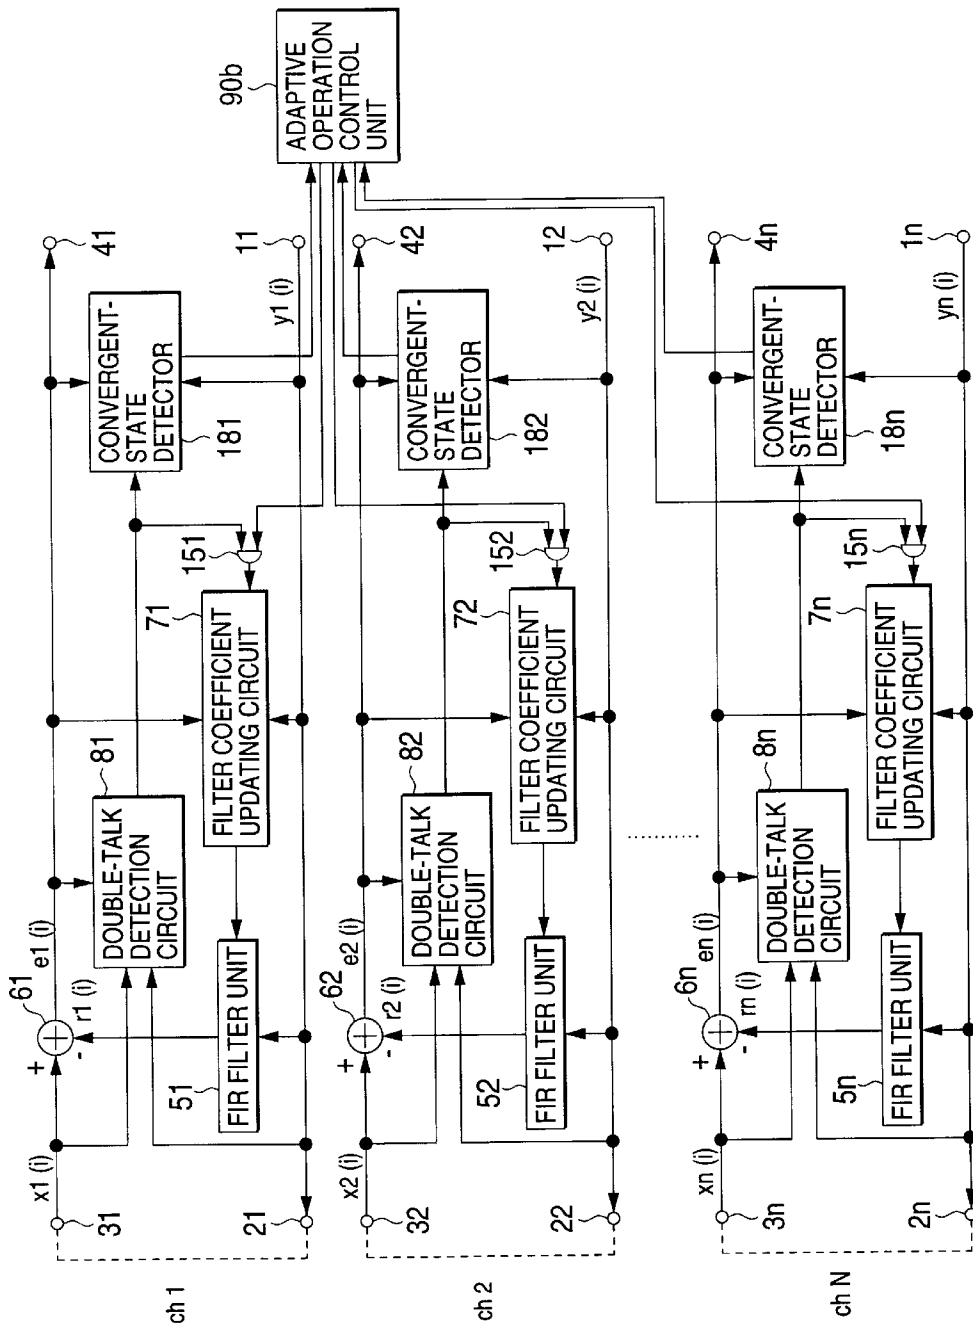 90b
ADAPTIVE
OPERATION
CONTROL
UNIT
ch 1
31
x1 (i)
+
61
-
r1 (i)
e1 (i)
41
81
DOUBLE-TALK
DETECTION
CIRCUIT
CONVERGENT-
STATE
DETECTOR
181
151
71
FILTER COEFFICIENT
UPDATING CIRCUIT
51
FIR FILTER UNIT
21
y1 (i)
11
ch 2
32
x2 (i)
+
62
-
r2 (i)
e2 (i)
42
82
DOUBLE-TALK
DETECTION
CIRCUIT
CONVERGENT-
STATE
DETECTOR
182
152
72
FILTER COEFFICIENT
UPDATING CIRCUIT
52
FIR FILTER UNIT
22
y2 (i)
12
ch N
3n
xn (i)
+
6n
-
rn (i)
en (i)
4n
8n
DOUBLE-TALK
DETECTION
CIRCUIT
CONVERGENT-
STATE
DETECTOR
18n
15n
7n
FILTER COEFFICIENT
UPDATING CIRCUIT
5n
FIR FILTER UNIT
2n
yn (i)
1n